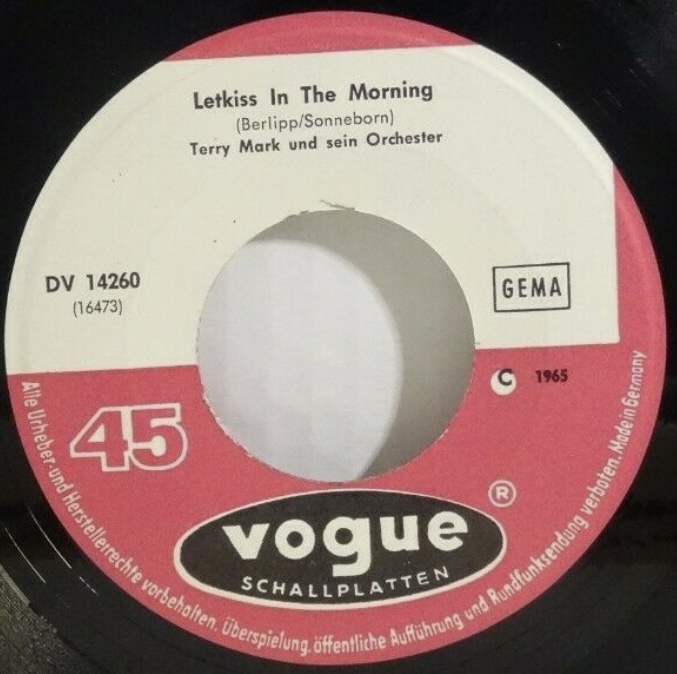 Letkiss In The Morning
(Berlipp/Sonneborn)
Terry Mark und sein Orchester
DV 14260
(16473)
GEMA
C 1965
45
®
vogue
SCHALLPLATTEN
Alle Urheber-und Herstellerrechte vorbehalten. Überspielung, öffentliche Aufführung und Rundfunksendung verboten. Made in Germany